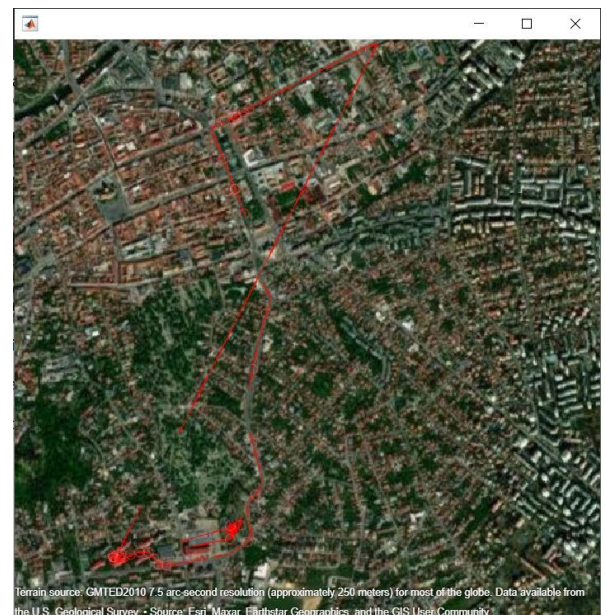 Terrain source: GMTED2010 7.5 arc-second resolution (approximately 250 meters) for most of the globe. Data available from
the U.S. Geological Survey. • Source: Esri, Maxar, Earthstar Geographics, and the GIS User Community